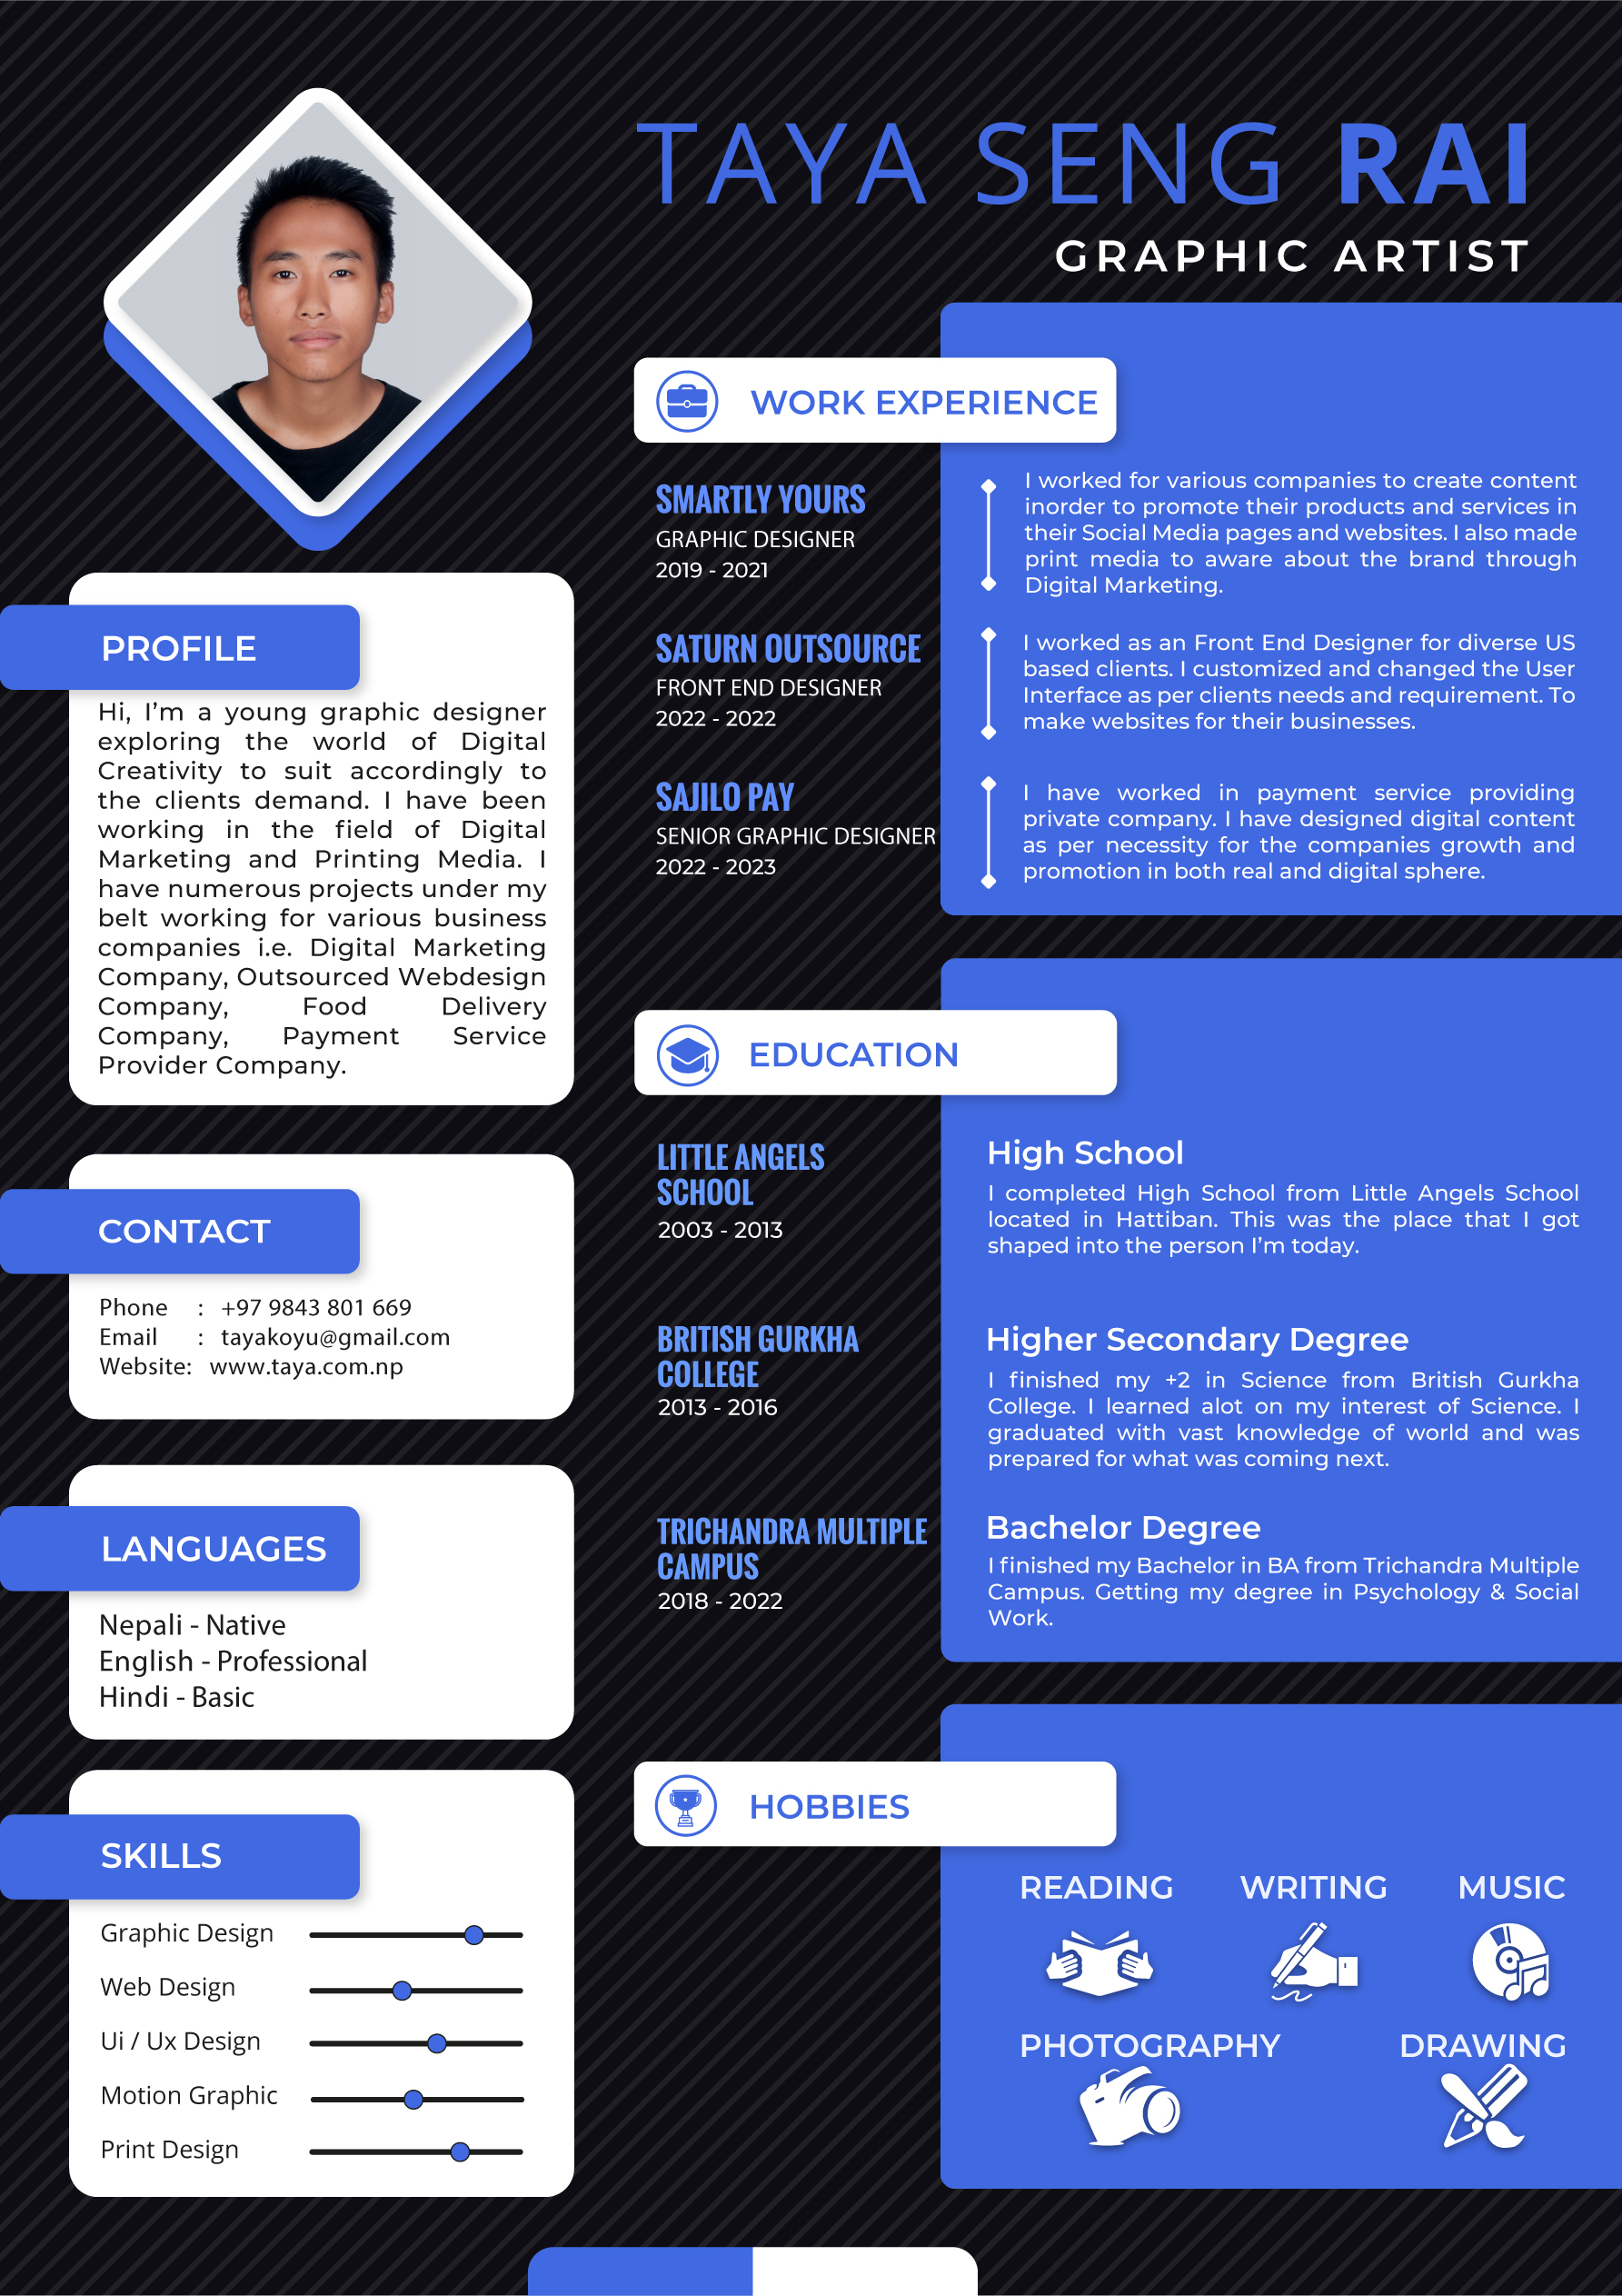 TAYA SENG RAI
GRAPHIC ARTIST
PROFILE
Hi, I'm a young graphic designer
exploring the world of Digital
Creativity to suit accordingly to
the clients demand. I have been
working in the field of Digital
Marketing and Printing Media. I
have numerous projects under my
belt working for various business
companies i.e. Digital Marketing
Company, Outsourced Webdesign
Company, Food Delivery
Company, Payment Service
Provider Company.
CONTACT
Phone : +97 9843 801 669
Email : tayakoyu@gmail.com
Website: www.taya.com.np
LANGUAGES
Nepali - Native
English - Professional
Hindi - Basic
SKILLS
Graphic Design
Web Design
Ui / Ux Design
Motion Graphic
Print Design
WORK EXPERIENCE
SMARTLY YOURS
GRAPHIC DESIGNER
2019 - 2021
I worked for various companies to create content
inorder to promote their products and services in
their Social Media pages and websites. I also made
print media to aware about the brand through
Digital Marketing.
SATURN OUTSOURCE
FRONT END DESIGNER
2022 - 2022
I worked as an Front End Designer for diverse US
based clients. I customized and changed the User
Interface as per clients needs and requirement. To
make websites for their businesses.
SAJILO PAY
SENIOR GRAPHIC DESIGNER
2022 - 2023
I have worked in payment service providing
private company. I have designed digital content
as per necessity for the companies growth and
promotion in both real and digital sphere.
EDUCATION
LITTLE ANGELS
SCHOOL
2003 - 2013
High School
I completed High School from Little Angels School
located in Hattiban. This was the place that I got
shaped into the person I'm today.
BRITISH GURKHA
COLLEGE
2013 - 2016
Higher Secondary Degree
I finished my +2 in Science from British Gurkha
College. I learned alot on my interest of Science. I
graduated with vast knowledge of world and was
prepared for what was coming next.
TRICHANDRA MULTIPLE
CAMPUS
2018 - 2022
Bachelor Degree
I finished my Bachelor in BA from Trichandra Multiple
Campus. Getting my degree in Psychology & Social
Work.
HOBBIES
READING WRITING MUSIC
PHOTOGRAPHY DRAWING